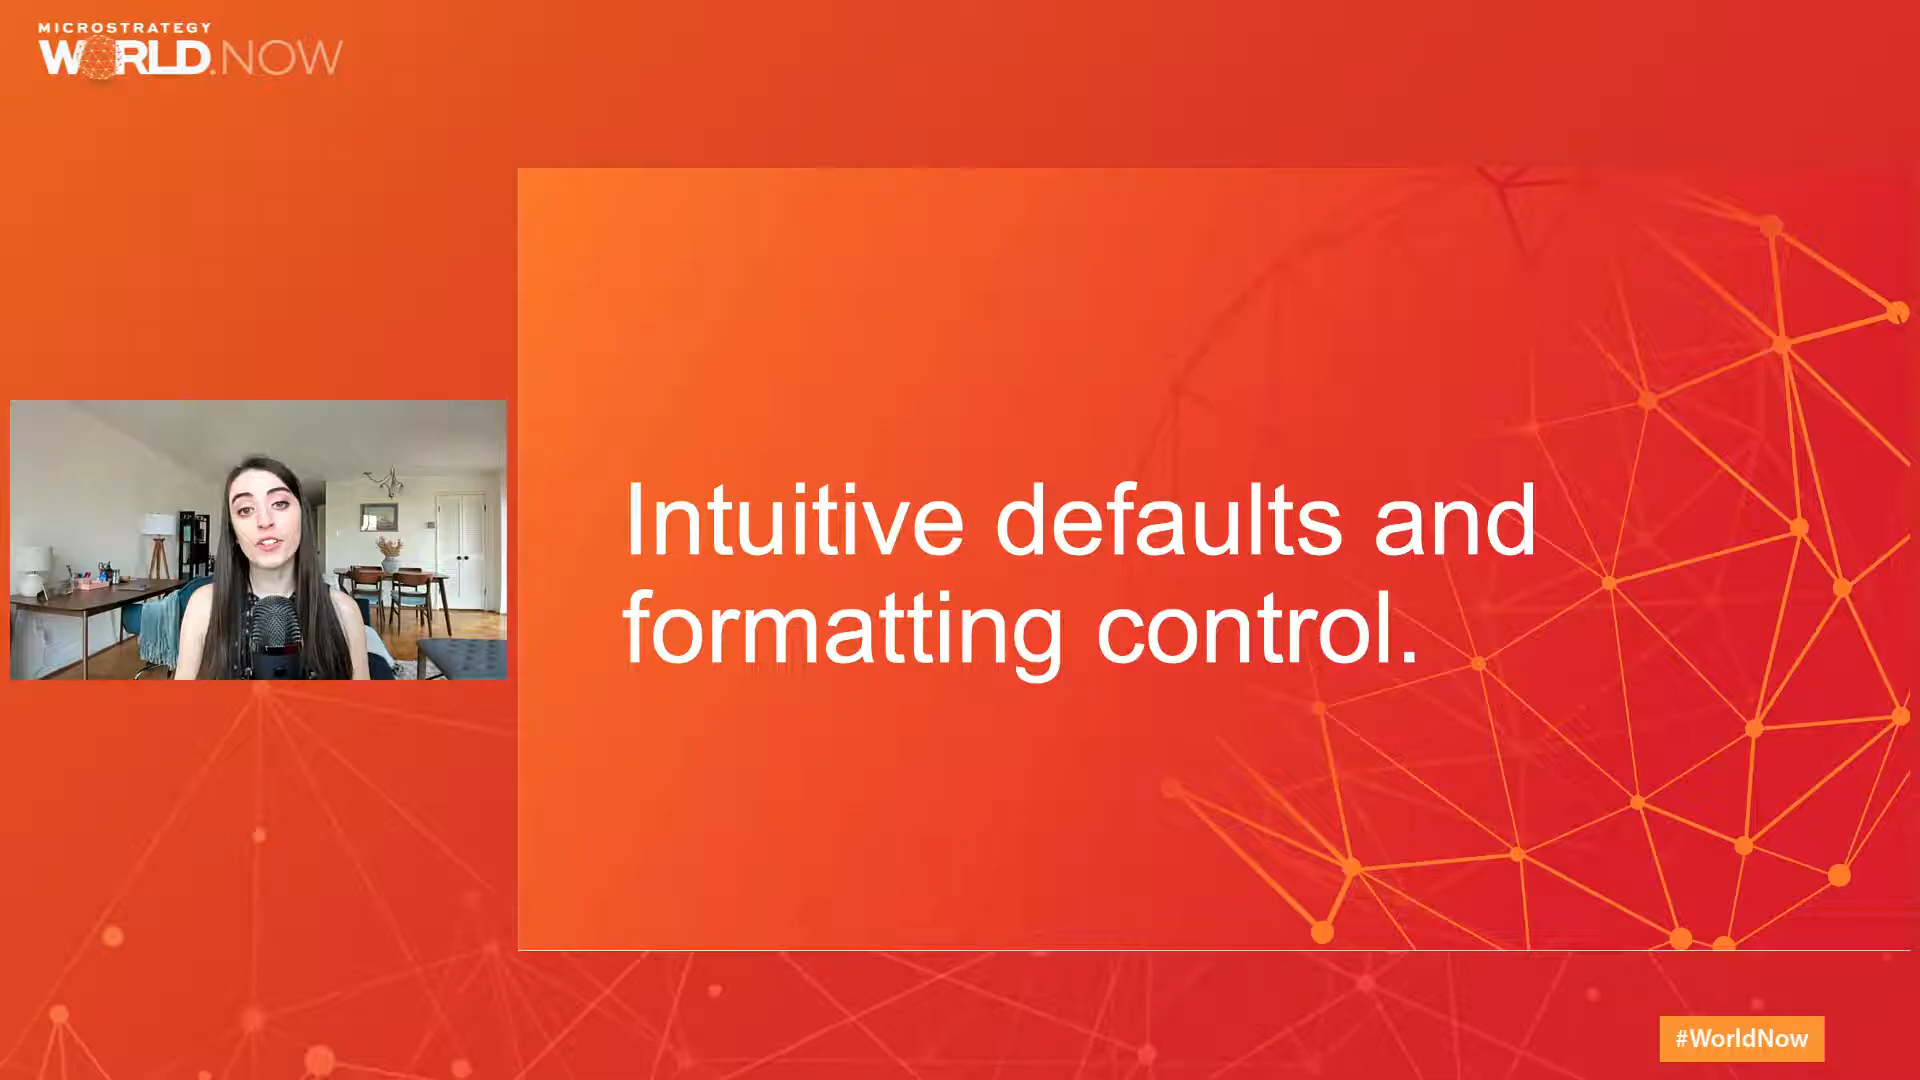 MICROSTRATEGY
WORLD.NOW
Intuitive defaults and
formatting control.
#WorldNow